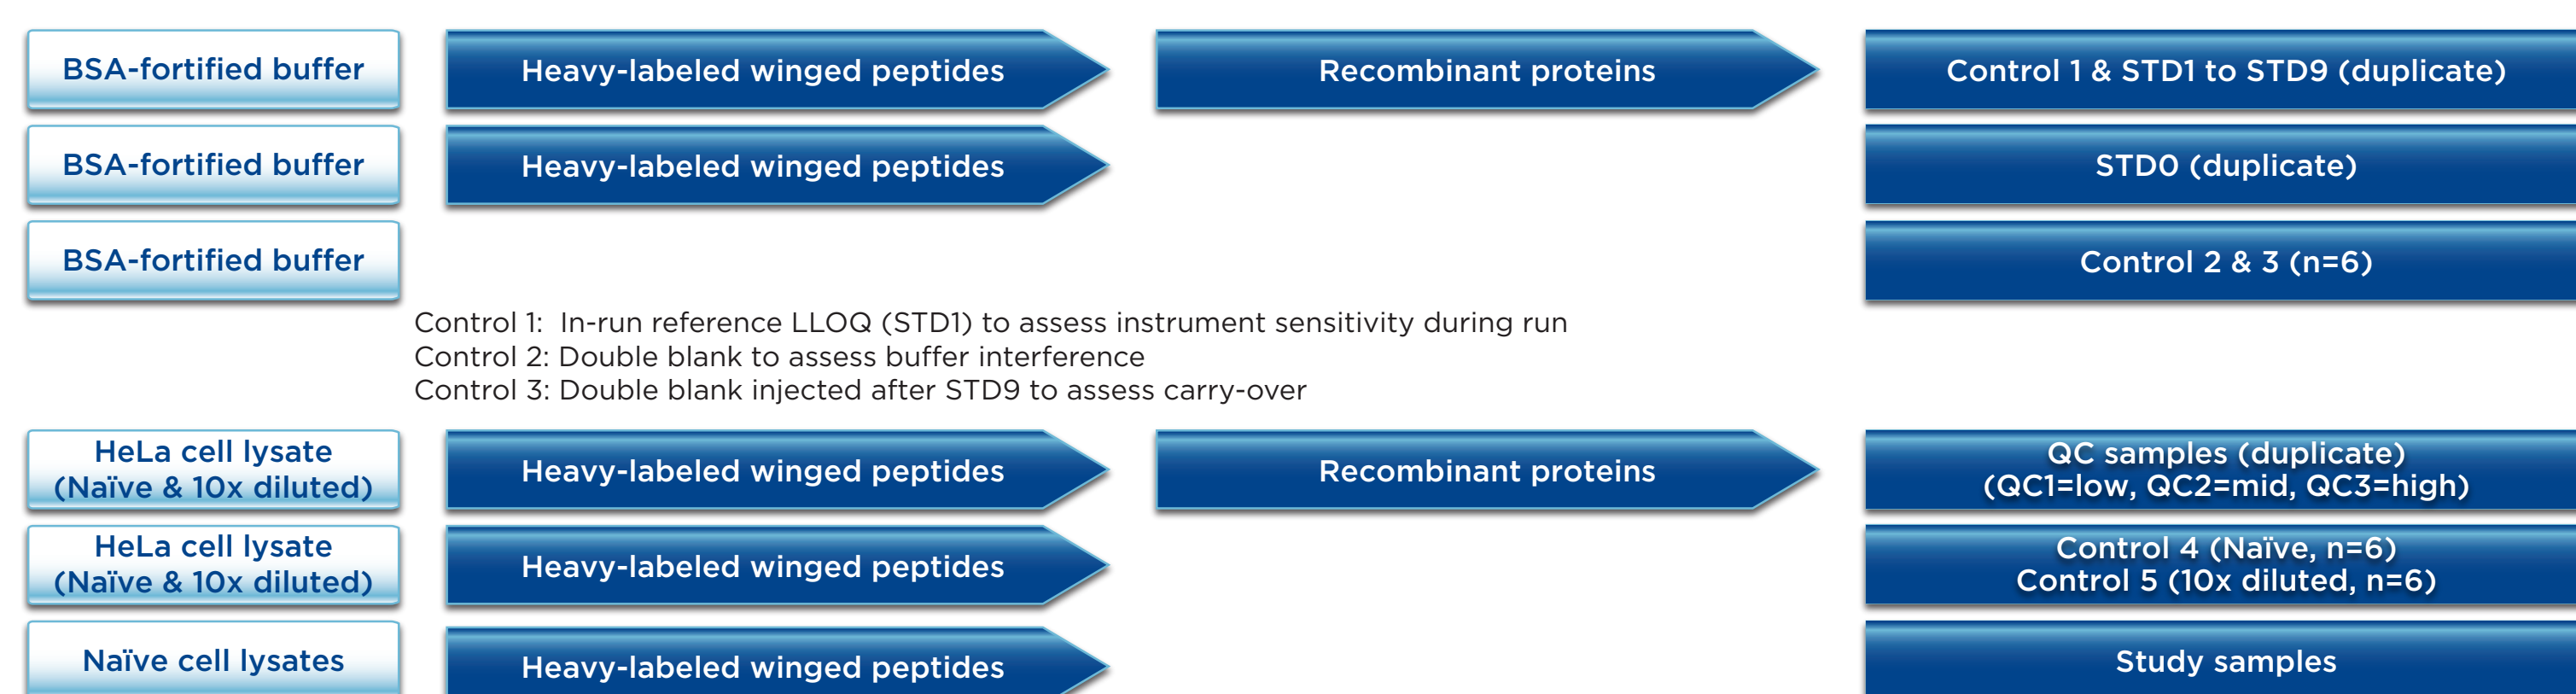 BSA-fortified buffer
Heavy-labeled winged peptides
Recombinant proteins
Control 1 & STD1 to STD9 (duplicate)
BSA-fortified buffer
Heavy-labeled winged peptides
STD0 (duplicate)
BSA-fortified buffer
Control 2 & 3 (n=6)
Control 1:  In-run reference LLOQ (STD1) to assess instrument sensitivity during run
Control 2: Double blank to assess buffer interference
Control 3: Double blank injected after STD9 to assess carry-over
HeLa cell lysate
(Naïve & 10x diluted)
Heavy-labeled winged peptides
Recombinant proteins
QC samples (duplicate)
(QC1=low, QC2=mid, QC3=high)
HeLa cell lysate
(Naïve & 10x diluted)
Heavy-labeled winged peptides
Control 4 (Naïve, n=6)
Control 5 (10x diluted, n=6)
Naïve cell lysates
Heavy-labeled winged peptides
Study samples